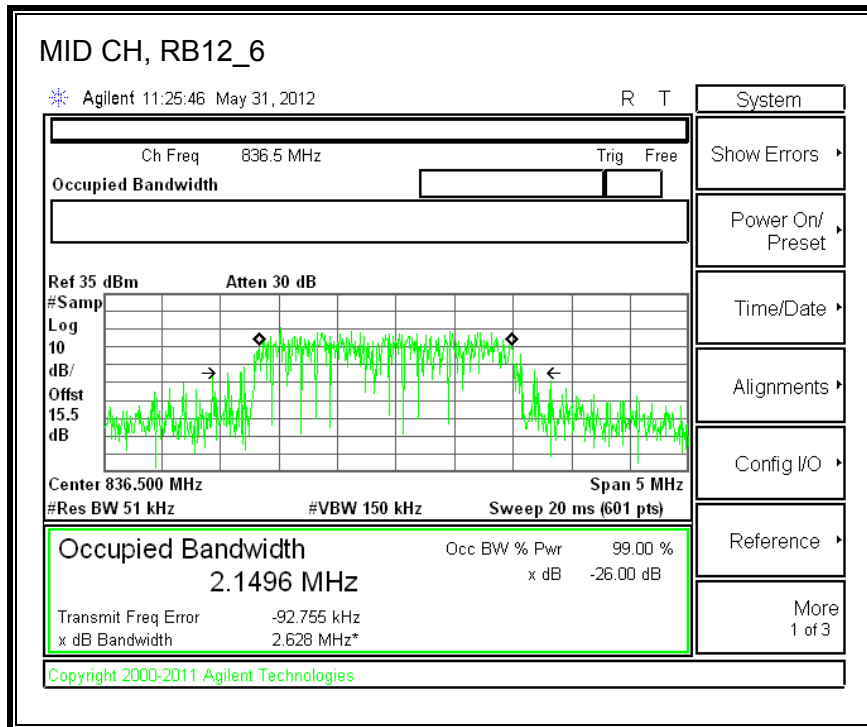 MID CH, RB12_6
Agilent 11:25:46 May 31, 2012 R T
System
Ch Freq 836.5 MHz Trig Free
Occupied Bandwidth
Show Errors
Power On/
Preset
Time/Date
Alignments
Config I/O
Reference
More
1 of 3
Ref 35 dBm Atten 30 dB
#Samp
Log
10
dB/
Offst
15.5
dB
Center 836.500 MHz Span 5 MHz
#Res BW 51 kHz #VBW 150 kHz Sweep 20 ms (601 pts)
Occupied Bandwidth
2.1496 MHz
Occ BW % Pwr 99.00 %
x dB -26.00 dB
Transmit Freq Error -92.755 kHz
x dB Bandwidth 2.628 MHz*
Copyright 2000-2011 Agilent Technologies